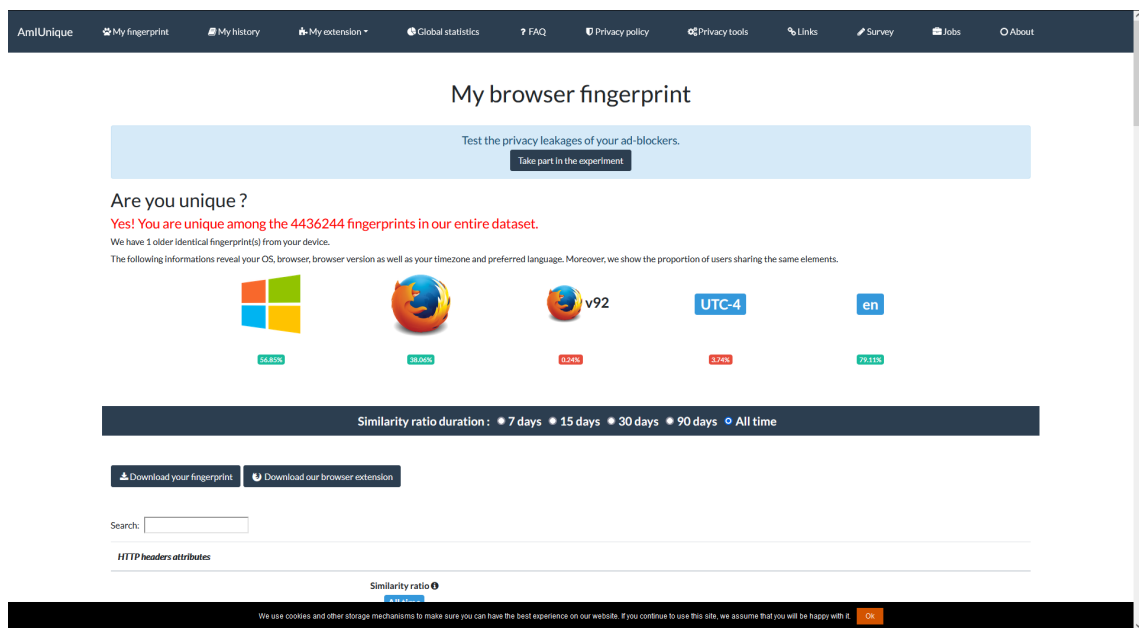 AmIUnique My fingerprint My history My extension Global statistics ? FAQ Privacy policy Privacy tools Links Survey Jobs About
My browser fingerprint
Test the privacy leakages of your ad-blockers.
Take part in the experiment
Are you unique ?
Yes! You are unique among the 4436244 fingerprints in our entire dataset.
We have 1 older identical fingerprint(s) from your device.
The following informations reveal your OS, browser, browser version as well as your timezone and preferred language. Moreover, we show the proportion of users sharing the same elements.
v92 UTC-4 en
56.85% 38.06% 0.24% 3.74% 79.11%
Similarity ratio duration : 7 days 15 days 30 days 90 days All time
Download your fingerprint Download our browser extension
Search:
HTTP headers attributes
Similarity ratio
All time
We use cookies and other storage mechanisms to make sure you can have the best experience on our website. If you continue to use this site, we assume that you will be happy with it. Ok